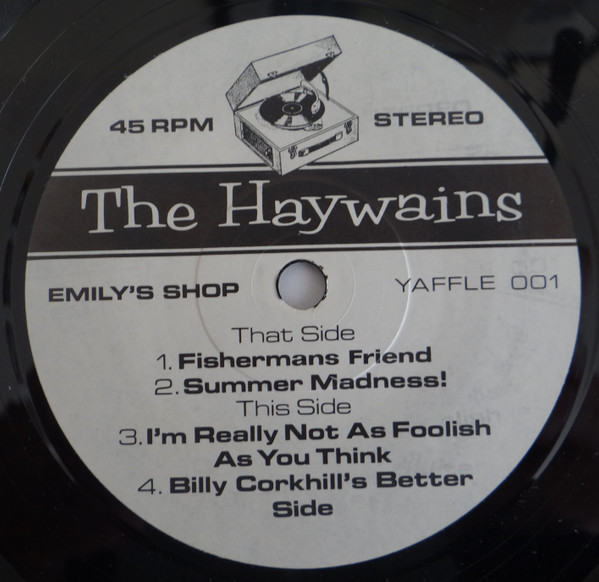 45 RPM STEREO
The Haywains
EMILY'S SHOP YAFFLE 001
That Side
1. Fishermans Friend
2. Summer Madness!
This Side
3. I'm Really Not As Foolish
As You Think
4. Billy Corkhill's Better
Side